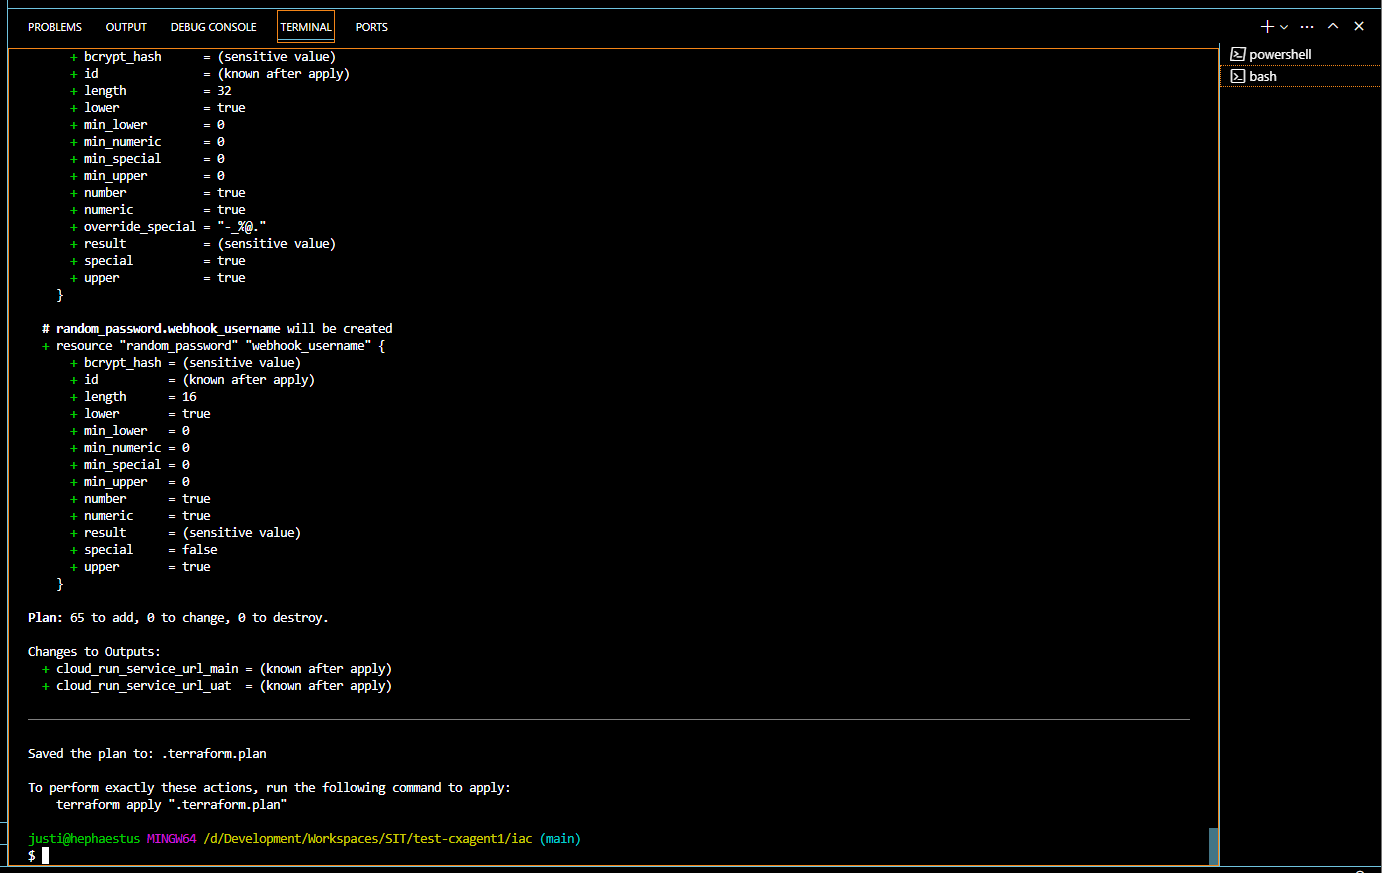 PROBLEMS OUTPUT DEBUG CONSOLE TERMINAL PORTS
powershell
bash
+ bcrypt_hash = (sensitive value)
+ id = (known after apply)
+ length = 32
+ lower = true
+ min_lower = 0
+ min_numeric = 0
+ min_special = 0
+ min_upper = 0
+ number = true
+ numeric = true
+ override_special = "-_%@."
+ result = (sensitive value)
+ special = true
+ upper = true
}
# random_password.webhook_username will be created
+ resource "random_password" "webhook_username" {
+ bcrypt_hash = (sensitive value)
+ id = (known after apply)
+ length = 16
+ lower = true
+ min_lower = 0
+ min_numeric = 0
+ min_special = 0
+ min_upper = 0
+ number = true
+ numeric = true
+ result = (sensitive value)
+ special = false
+ upper = true
}
Plan: 65 to add, 0 to change, 0 to destroy.
Changes to Outputs:
+ cloud_run_service_url_main = (known after apply)
+ cloud_run_service_url_uat = (known after apply)
Saved the plan to: .terraform.plan
To perform exactly these actions, run the following command to apply:
terraform apply ".terraform.plan"
justi@hephaestus MINGW64 /d/Development/Workspaces/SIT/test-cxagent1/iac (main)
$